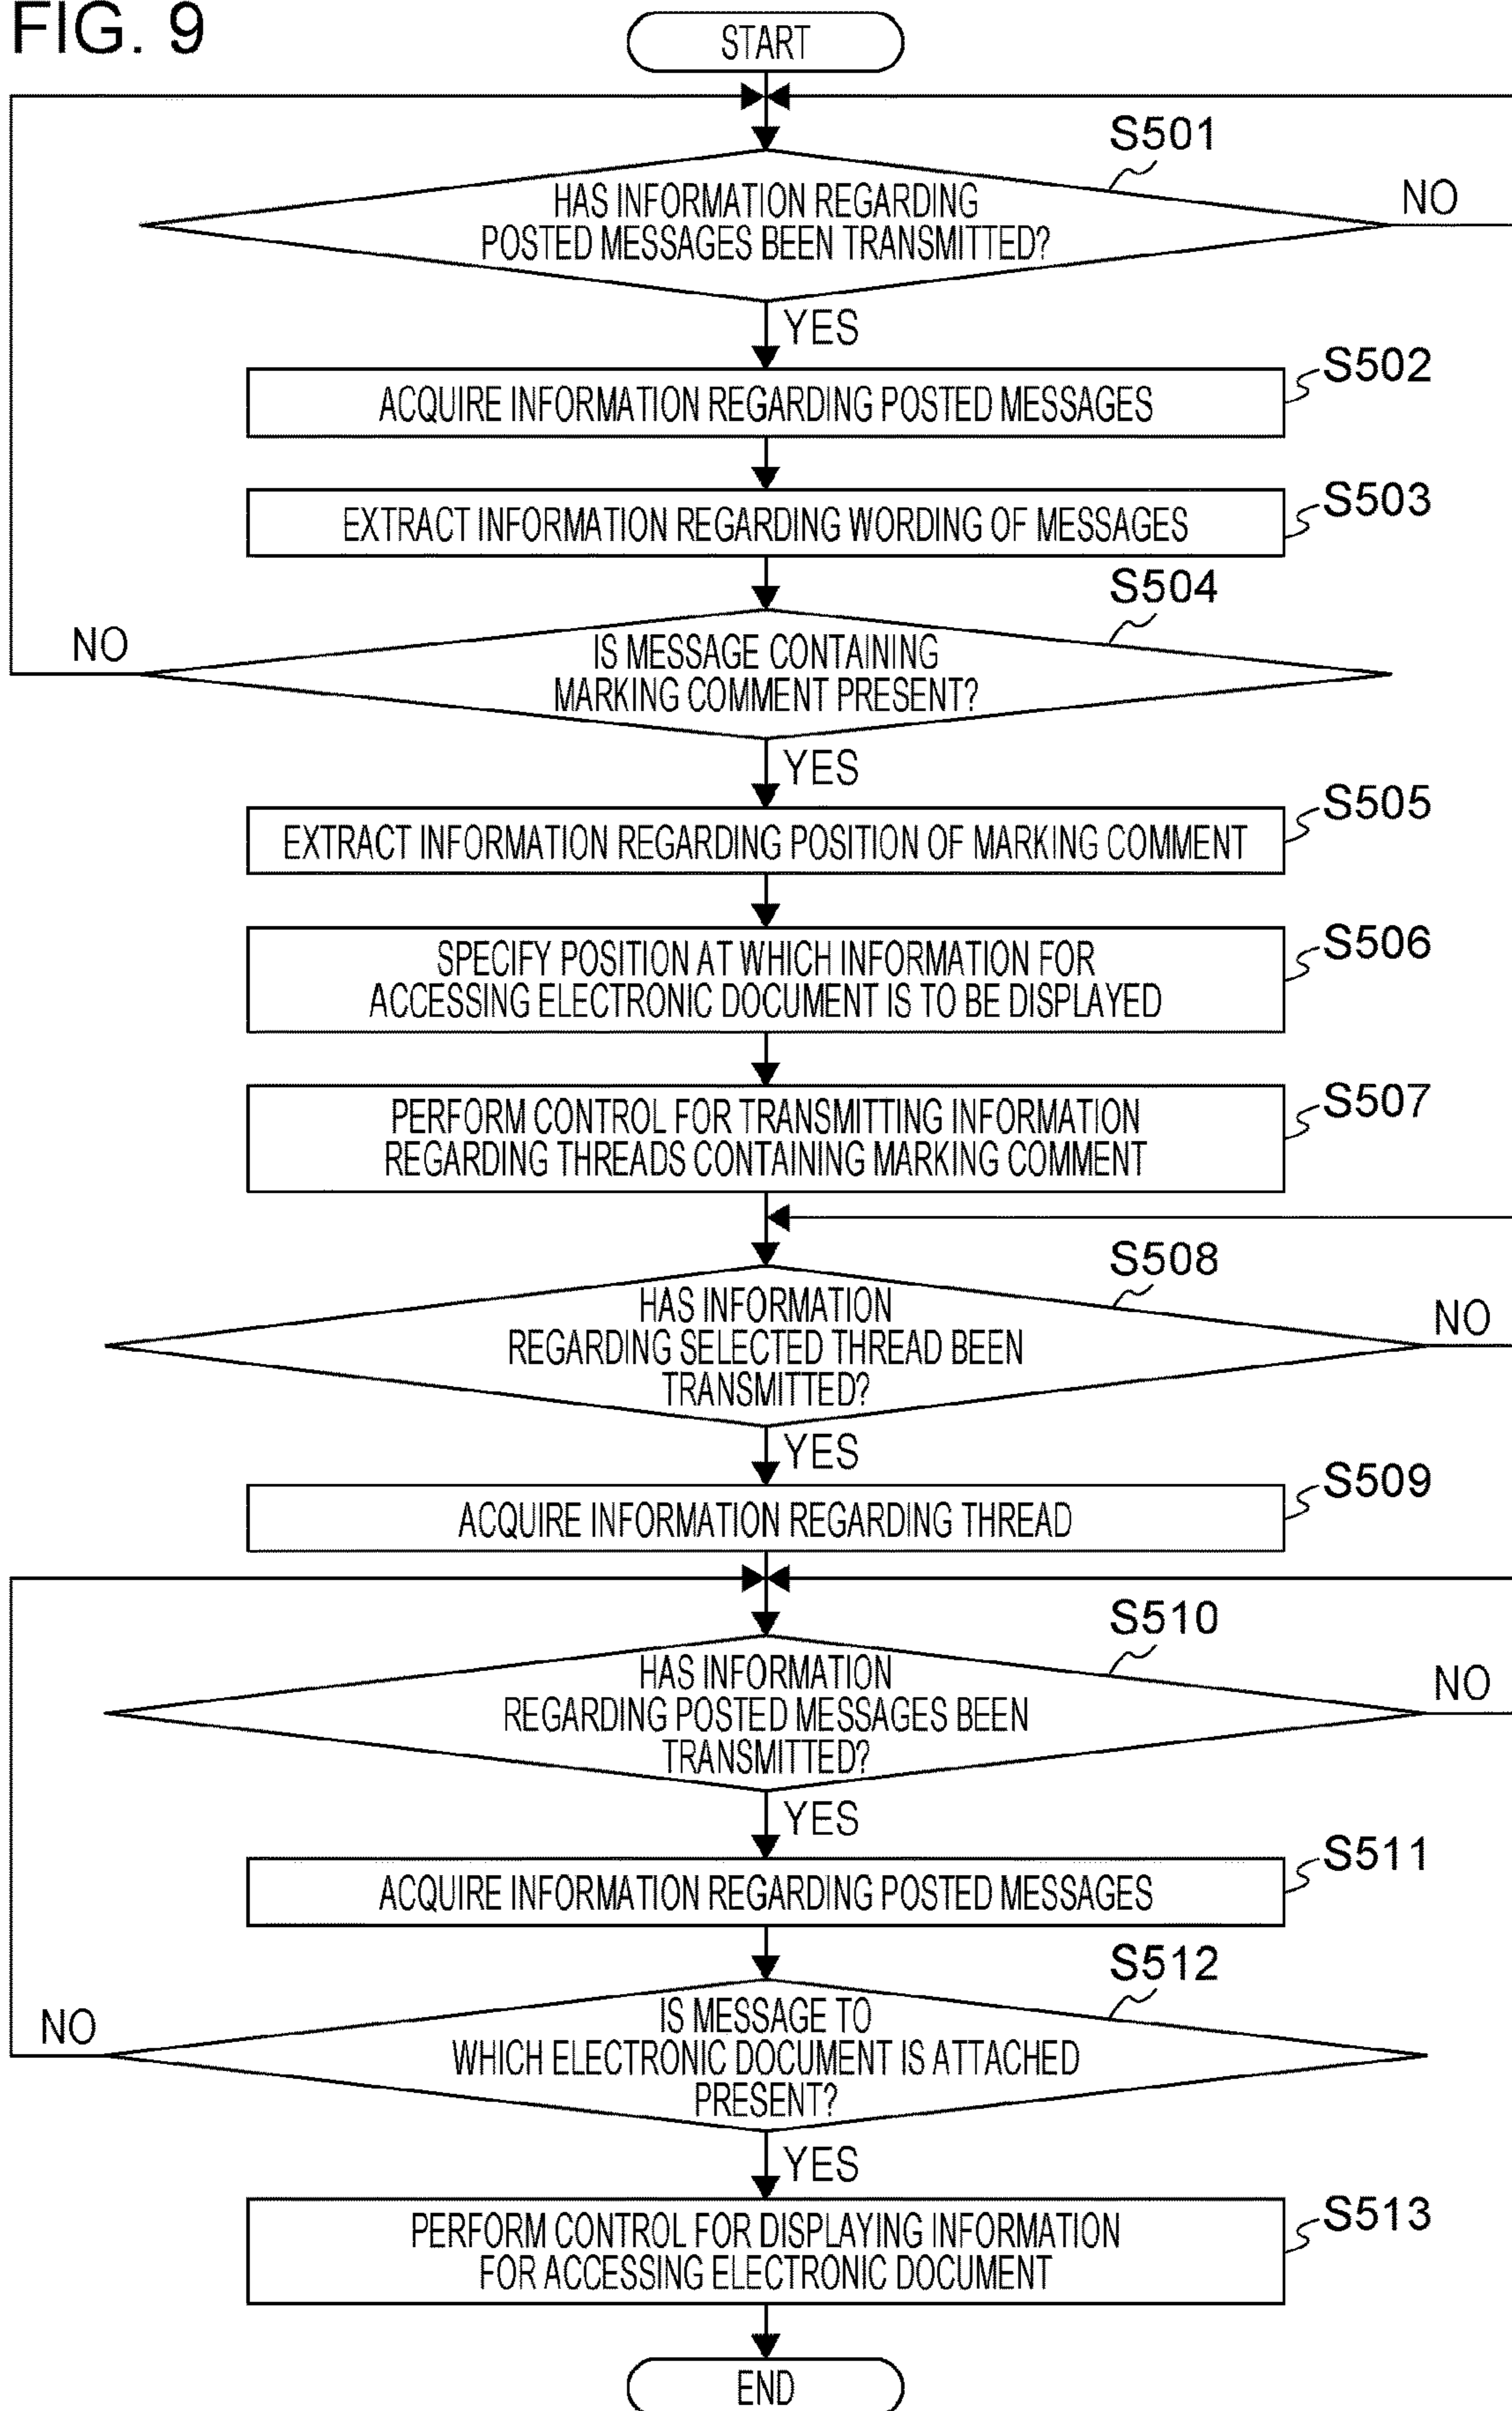 FIG. 9
START
S501
HAS INFORMATION REGARDING
POSTED MESSAGES BEEN TRANSMITTED?
NO
YES
S502
ACQUIRE INFORMATION REGARDING POSTED MESSAGES
S503
EXTRACT INFORMATION REGARDING WORDING OF MESSAGES
S504
NO
IS MESSAGE CONTAINING
MARKING COMMENT PRESENT?
YES
S505
EXTRACT INFORMATION REGARDING POSITION OF MARKING COMMENT
S506
SPECIFY POSITION AT WHICH INFORMATION FOR
ACCESSING ELECTRONIC DOCUMENT IS TO BE DISPLAYED
S507
PERFORM CONTROL FOR TRANSMITTING INFORMATION
REGARDING THREADS CONTAINING MARKING COMMENT
S508
HAS INFORMATION
REGARDING SELECTED THREAD BEEN
TRANSMITTED?
NO
YES
S509
ACQUIRE INFORMATION REGARDING THREAD
S510
HAS INFORMATION
REGARDING POSTED MESSAGES BEEN
TRANSMITTED?
NO
YES
S511
ACQUIRE INFORMATION REGARDING POSTED MESSAGES
S512
NO
IS MESSAGE TO
WHICH ELECTRONIC DOCUMENT IS ATTACHED
PRESENT?
YES
S513
PERFORM CONTROL FOR DISPLAYING INFORMATION
FOR ACCESSING ELECTRONIC DOCUMENT
END